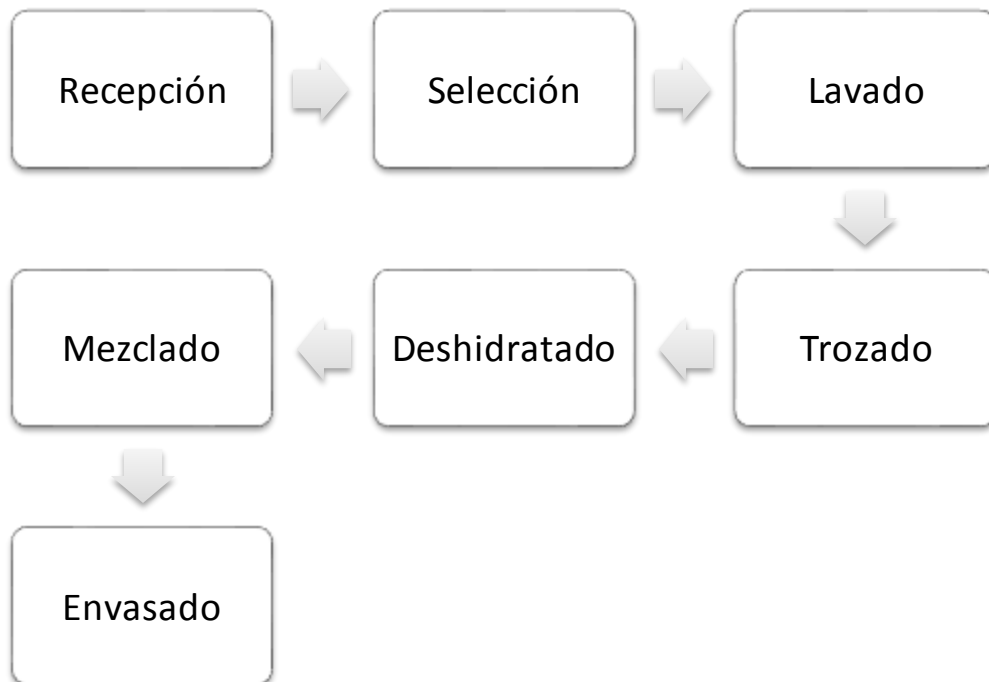 Recepción
Selección
Lavado
Trozado
Deshidratado
Mezclado
Envasado